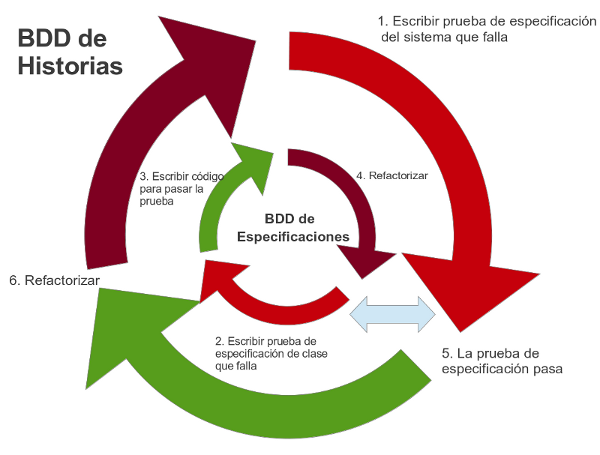 BDD de
Historias
1. Escribir prueba de especificación
del sistema que falla
3. Escribir código
para pasar la
prueba
4. Refactorizar
BDD de
Especificaciones
6. Refactorizar
2. Escribir prueba de
especificación de clase
que falla
5. La prueba de
especificación pasa